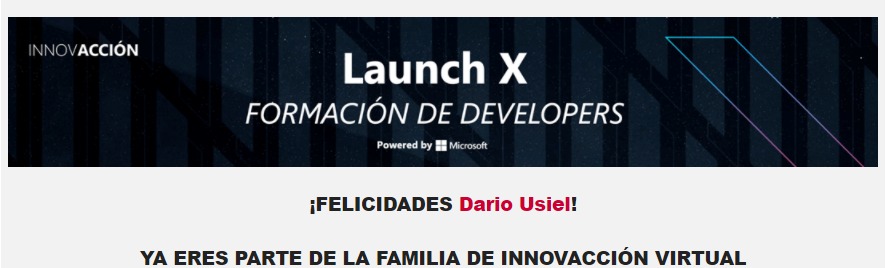 INNOVACCIÓN
Launch X
FORMACIÓN DE DEVELOPERS
Powered by Microsoft
¡FELICIDADES Dario Usiel!
YA ERES PARTE DE LA FAMILIA DE INNOVACCIÓN VIRTUAL